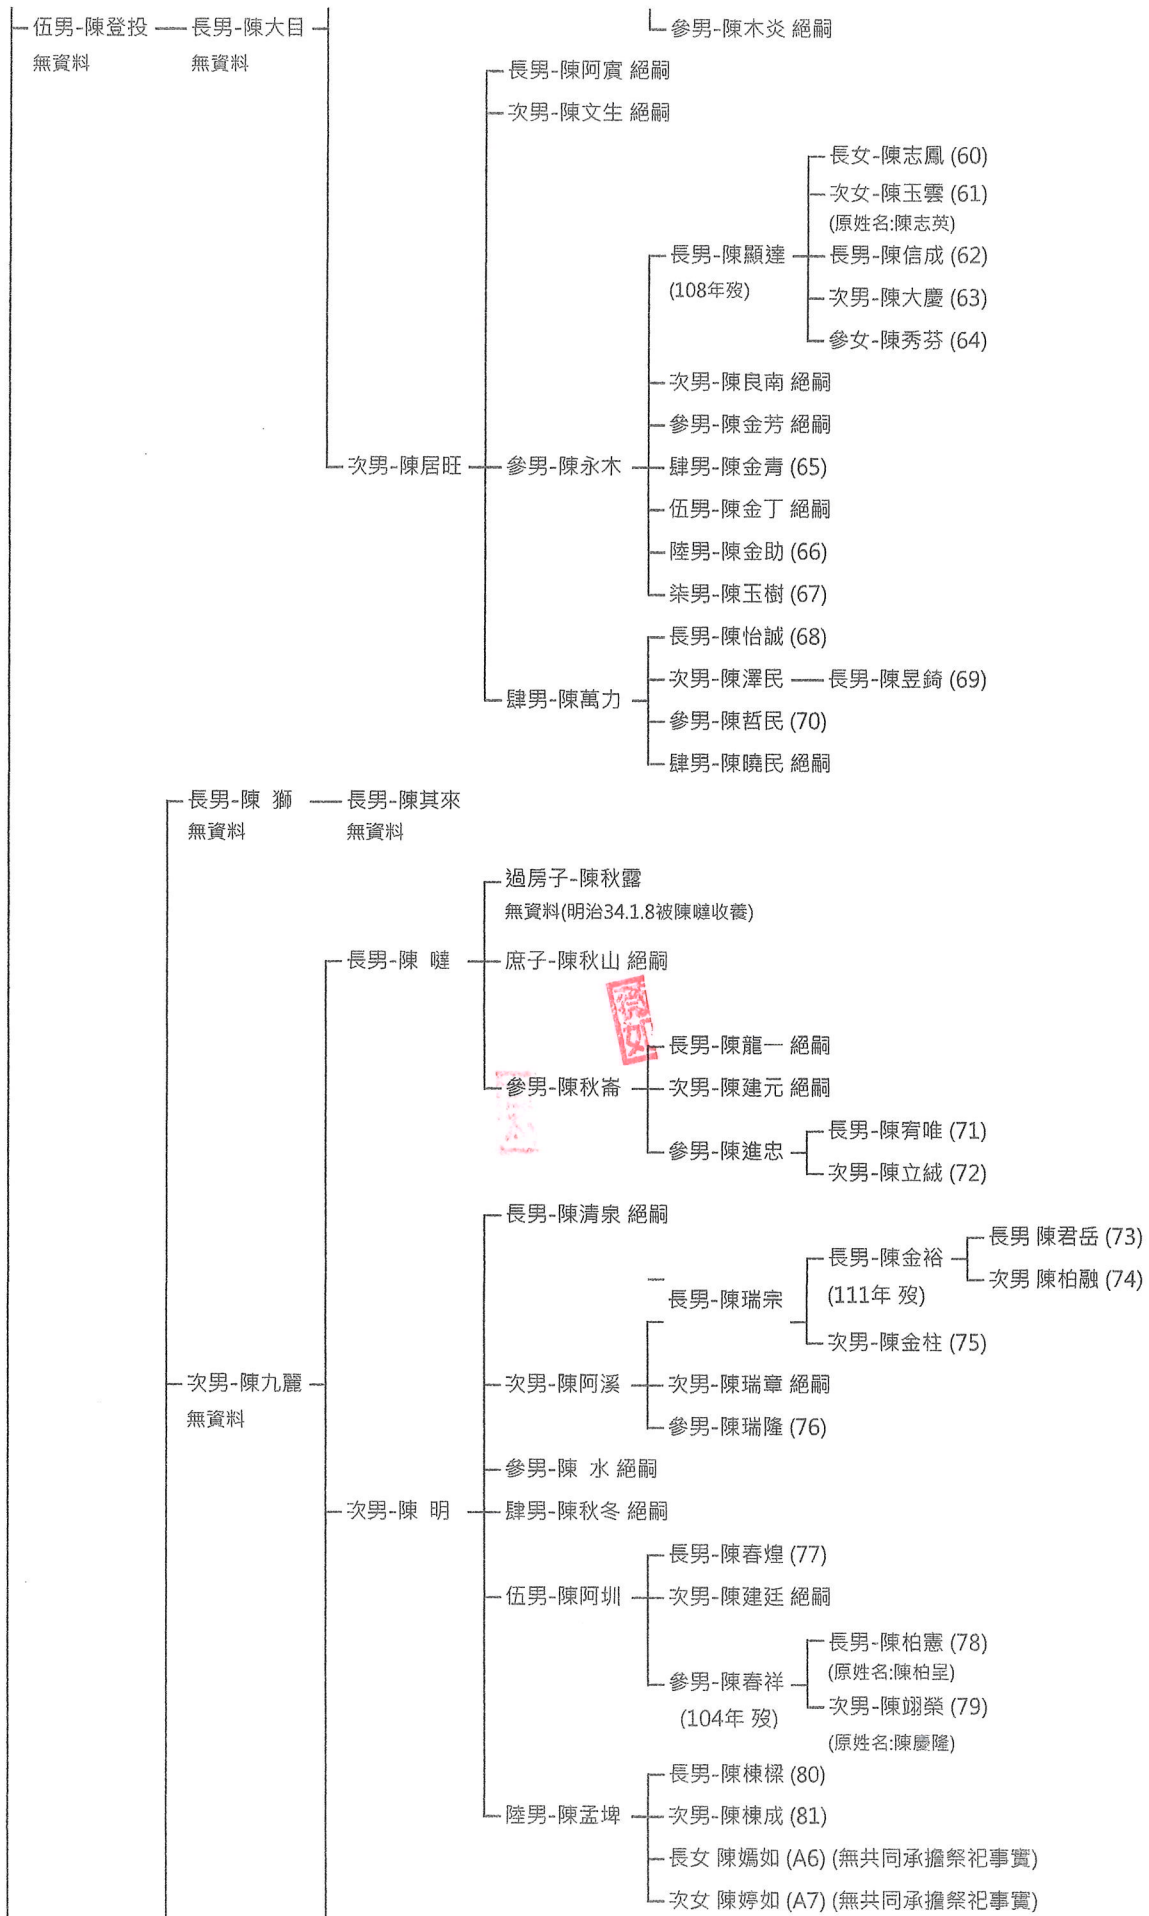 伍男-陳登投
無資料
長男-陳大目
無資料
參男-陳木炎 絕嗣
長男-陳阿實 絕嗣
次男-陳文生 絕嗣
長女-陳志鳳 (60)
次女-陳玉雲 (61)
(原姓名:陳志英)
長男-陳顯達
(108年歿)
長男-陳信成 (62)
次男-陳大慶 (63)
參女-陳秀芬 (64)
次男-陳良南 絕嗣
參男-陳金芳 絕嗣
次男-陳居旺
參男-陳永木
肆男-陳金青 (65)
伍男-陳金丁 絕嗣
陸男-陳金助 (66)
柒男-陳玉樹 (67)
長男-陳怡誠 (68)
次男-陳澤民
長男-陳昱錡 (69)
肆男-陳萬力
參男-陳哲民 (70)
肆男-陳曉民 絕嗣
長男-陳 獅
無資料
長男-陳其來
無資料
過房子-陳秋露
無資料(明治34.1.8被陳噠收養)
長男-陳 噠
庶子-陳秋山 絕嗣
長男-陳龍一 絕嗣
參男-陳秋崙
次男-陳建元 絕嗣
長男-陳宥唯 (71)
參男-陳進忠
次男-陳立絨 (72)
長男-陳清泉 絕嗣
長男 陳君岳 (73)
長男-陳金裕
(111年 歿)
次男 陳柏融 (74)
長男-陳瑞宗
次男-陳金柱 (75)
次男-陳九麗
無資料
次男-陳阿溪
次男-陳瑞章 絕嗣
參男-陳瑞隆 (76)
參男-陳 水 絕嗣
次男-陳 明
肆男-陳秋冬 絕嗣
長男-陳春煌 (77)
伍男-陳阿圳
次男-陳建廷 絕嗣
長男-陳柏憲 (78)
(原姓名:陳柏呈)
參男-陳春祥
(104年 歿)
次男-陳翊榮 (79)
(原姓名:陳慶隆)
長男-陳棟樑 (80)
陸男-陳孟埤
次男-陳棟成 (81)
長女 陳嫣如 (A6) (無共同承擔祭祀事實)
次女 陳婷如 (A7) (無共同承擔祭祀事實)